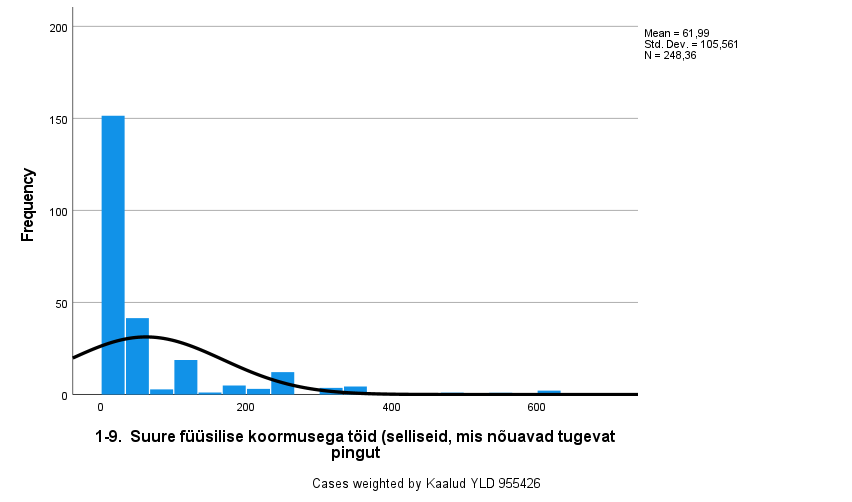 200
150
100
50
0
Frequency
0 200 400 600
Mean = 61,99
Std. Dev. = 105,561
N = 248,36
1-9. Suure füüsilise koormusega töid (selliseid, mis nõuavad tugevat
pingut
Cases weighted by Kaalud YLD 955426